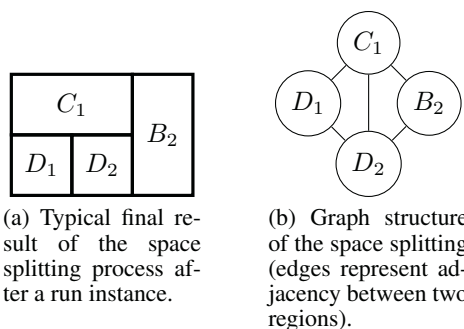 C1
D1 D2 B2
(a) Typical final re-
sult of the space
splitting process af-
ter a run instance.
C1
D1 B2
D2
(b) Graph structure
of the space splitting
(edges represent ad-
jacency between two
regions).